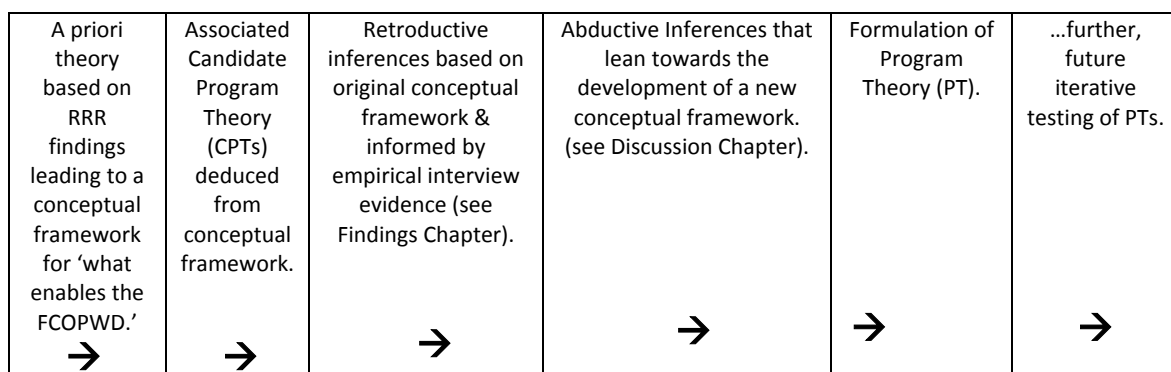 A priori
theory
based on
RRR
findings
leading to a
conceptual
framework
for ‘what
enables the
FCOPWD.’
→
Associated
Candidate
Program
Theory
(CPTs)
deduced
from
conceptual
framework.
→
Retroductive
inferences based on
original conceptual
framework &
informed by
empirical interview
evidence (see
Findings Chapter).
→
Abductive Inferences that
lean towards the
development of a new
conceptual framework.
(see Discussion Chapter).
→
Formulation of
Program
Theory (PT).
→
…further,
future
iterative
testing of PTs.
→